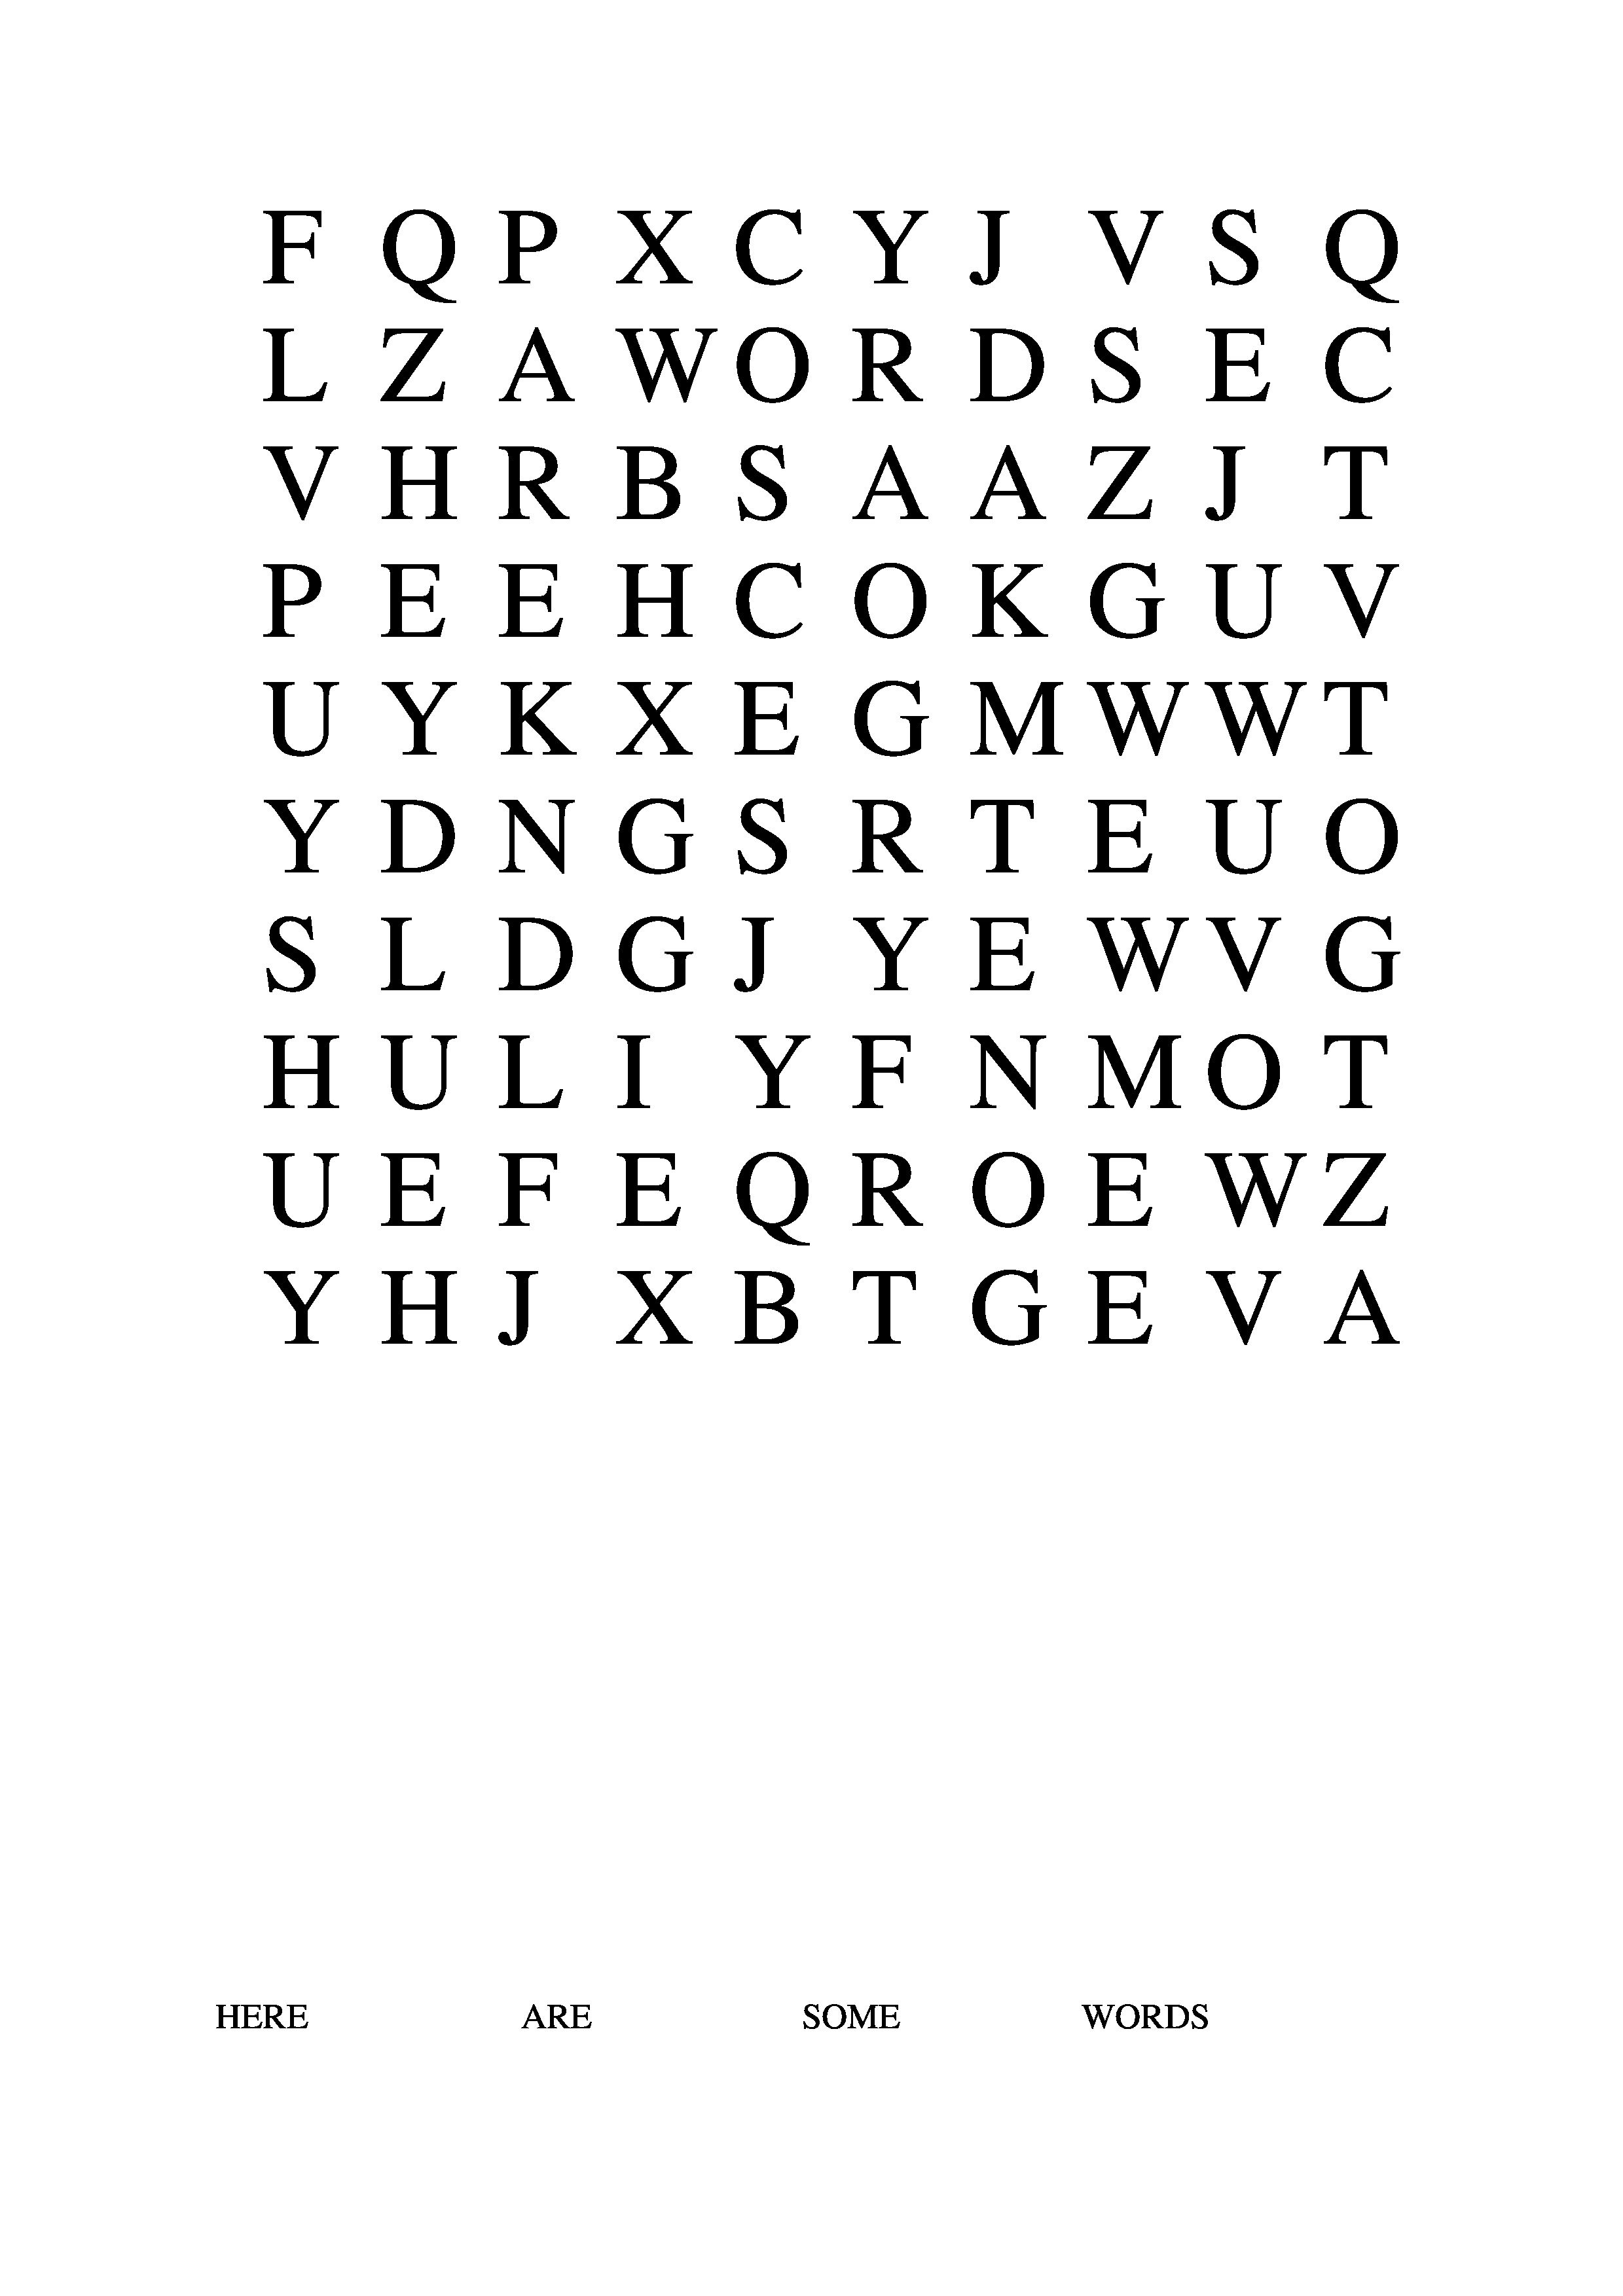 F Q P X C Y J V S Q
L Z A W O R D S E C
V H R B S A A Z J T
P E E H C O K G U V
U Y K X E G M W W T
Y D N G S R T E U O
S L D G J Y E W V G
H U L I Y F N M O T
U E F E Q R O E W Z
Y H J X B T G E V A
HERE ARE SOME WORDS